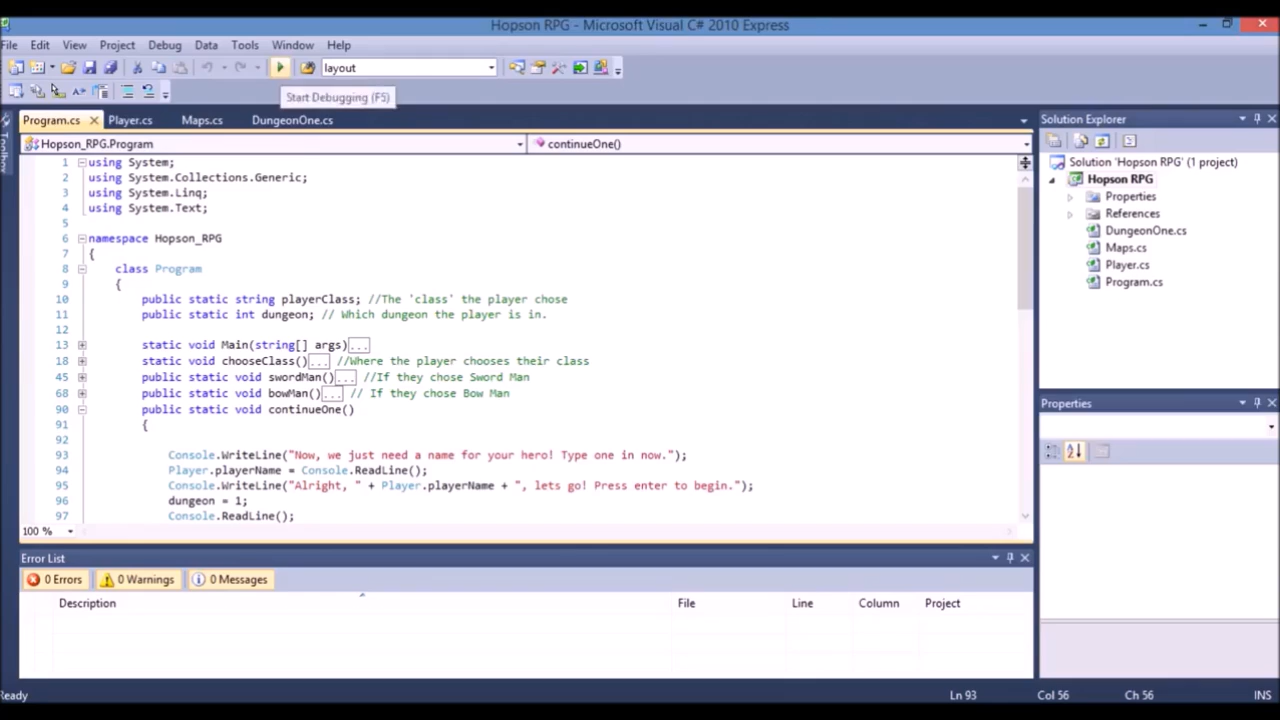 Hopson RPG - Microsoft Visual C# 2010 Express
File Edit View Project Debug Data Tools Window Help
layout
Start Debugging (F5)
Program.cs Player.cs Maps.cs DungeonOne.cs
Hopson_RPG.Program continueOne()
Toolbox
1 using System;
2 using System.Collections.Generic;
3 using System.Linq;
4 using System.Text;
5
6 namespace Hopson_RPG
7 {
8 class Program
9 {
10 public static string playerClass; //The 'class' the player chose
11 public static int dungeon; // Which dungeon the player is in.
12
13 static void Main(string[] args)...
18 static void chooseClass()... //Where the player chooses their class
45 public static void swordMan()... //If they chose Sword Man
68 public static void bowMan()... // If they chose Bow Man
90 public static void continueOne()
91 {
92
93 Console.WriteLine("Now, we just need a name for your hero! Type one in now.");
94 Player.playerName = Console.ReadLine();
95 Console.WriteLine("Alright, " + Player.playerName + ", lets go! Press enter to begin.");
96 dungeon = 1;
97 Console.ReadLine();
100 %
Solution Explorer
Solution 'Hopson RPG' (1 project)
Hopson RPG
Properties
References
DungeonOne.cs
Maps.cs
Player.cs
Program.cs
Properties
Error List
0 Errors 0 Warnings 0 Messages
Description File Line Column Project
Ready Ln 93 Col 56 Ch 56 INS